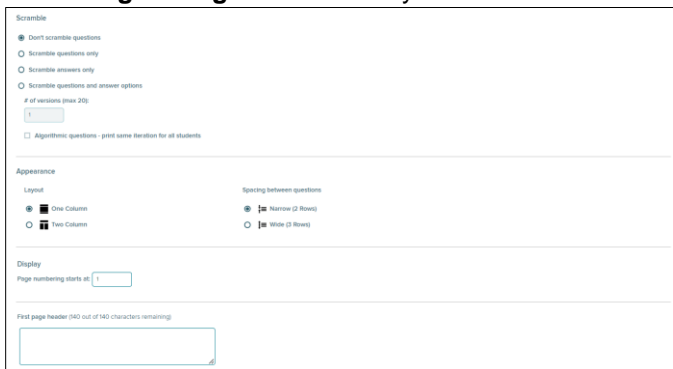 Scramble
Don't scramble questions
Scramble questions only
Scramble answers only
Scramble questions and answer options
# of versions (max 20):
1
Algorithmic questions - print same iteration for all students
Appearance
Layout
Spacing between questions
One Column
Narrow (2 Rows)
Two Column
Wide (3 Rows)
Display
Page numbering starts at: 1
First page header (140 out of 140 characters remaining)